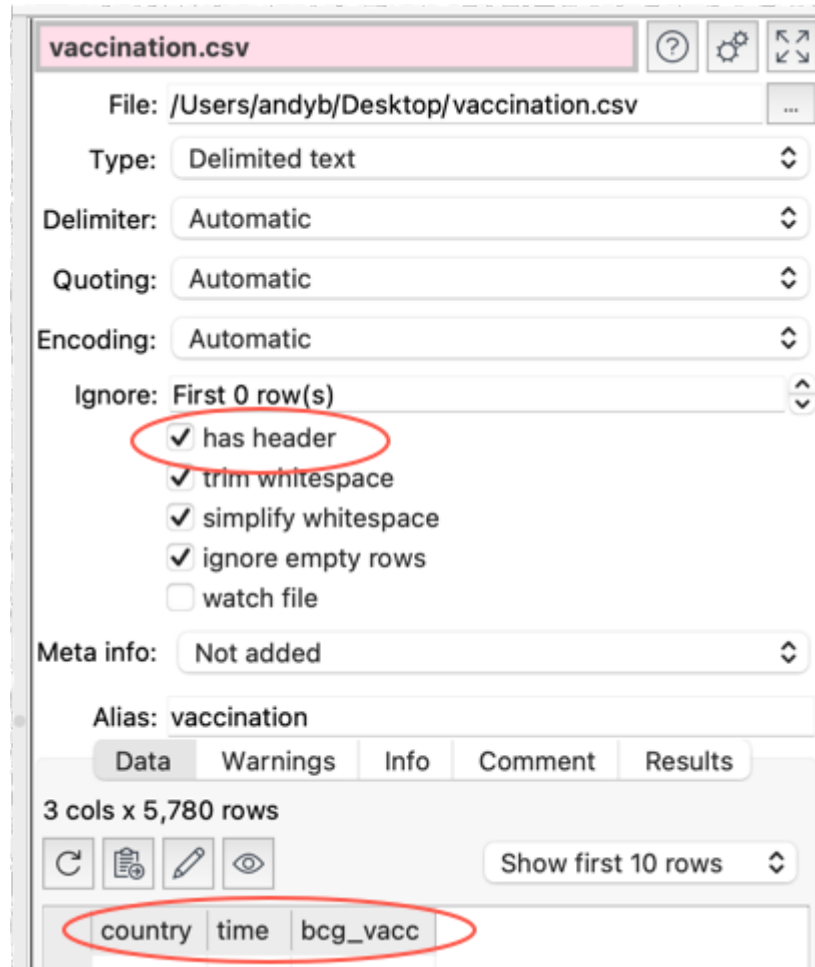 vaccination.csv
File: /Users/andyb/Desktop/vaccination.csv ...
Type: Delimited text
Delimiter: Automatic
Quoting: Automatic
Encoding: Automatic
Ignore: First 0 row(s)
has header
trim whitespace
simplify whitespace
ignore empty rows
watch file
Meta info: Not added
Alias: vaccination
Data Warnings Info Comment Results
3 cols x 5,780 rows
Show first 10 rows
country time bcg_vacc